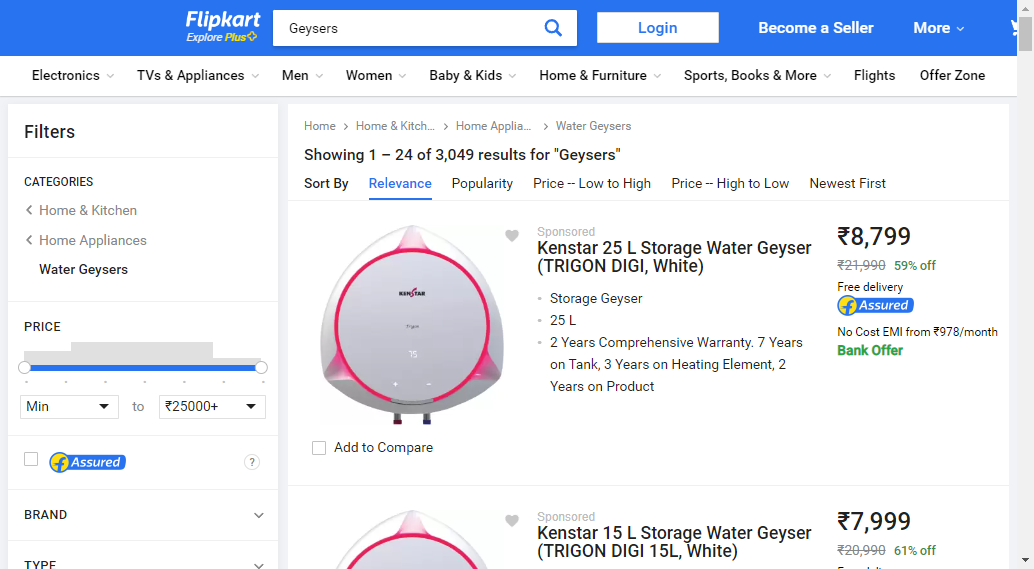 Flipkart
Explore Plus
Geysers
Login
Become a Seller
More
Electronics
TVs & Appliances
Men
Women
Baby & Kids
Home & Furniture
Sports, Books & More
Flights
Offer Zone
Filters
CATEGORIES
Home & Kitchen
Home Appliances
Water Geysers
PRICE
Min
to
₹25000+
Assured
?
BRAND
TYPE
Home
Home & Kitch...
Home Applia...
Water Geysers
Showing 1 – 24 of 3,049 results for "Geysers"
Sort By
Relevance
Popularity
Price -- Low to High
Price -- High to Low
Newest First
KENSTAR
Trigon
75
Add to Compare
Sponsored
Kenstar 25 L Storage Water Geyser
(TRIGON DIGI, White)
Storage Geyser
25 L
2 Years Comprehensive Warranty. 7 Years
on Tank, 3 Years on Heating Element, 2
Years on Product
₹8,799
₹21,990 59% off
Free delivery
Assured
No Cost EMI from ₹978/month
Bank Offer
Sponsored
Kenstar 15 L Storage Water Geyser
(TRIGON DIGI 15L, White)
₹7,999
₹20,990 61% off